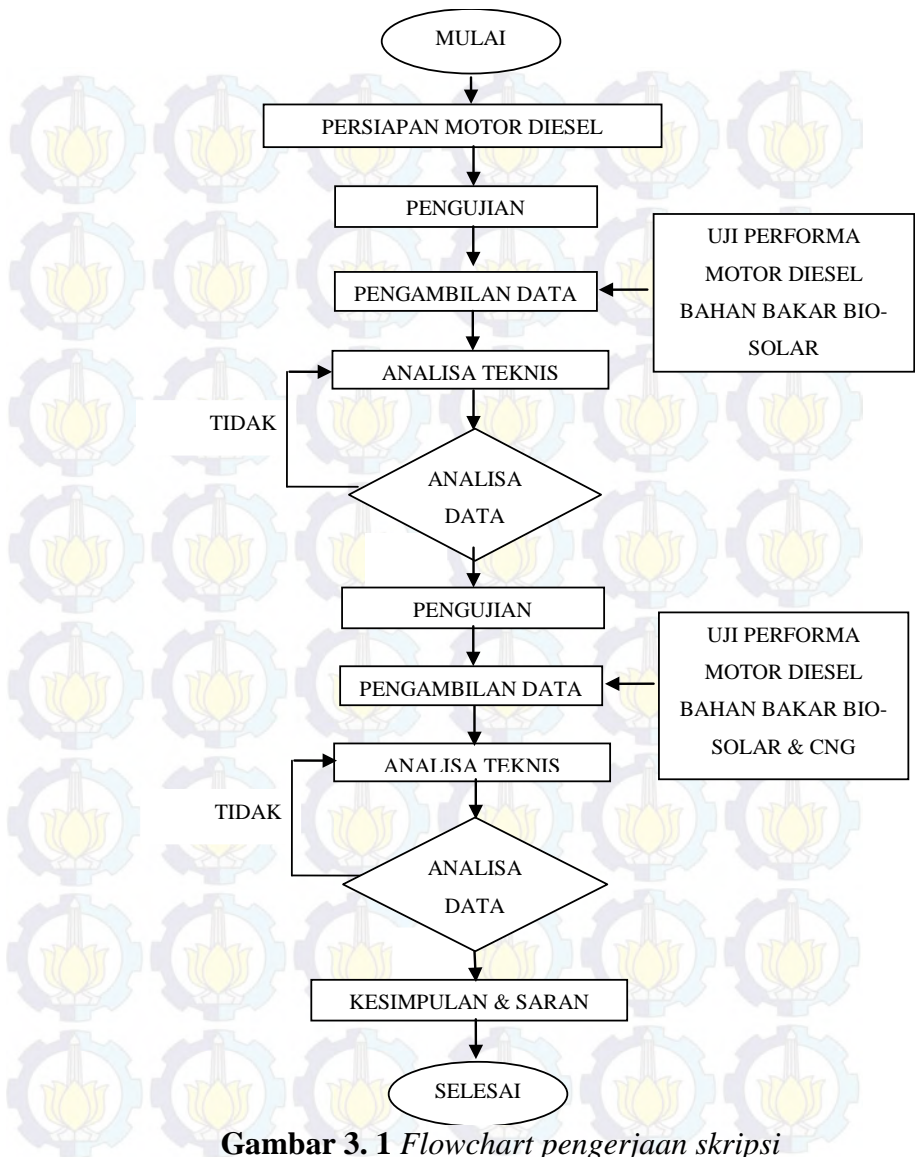 MULAI
PERSIAPAN MOTOR DIESEL
PENGUJIAN
PENGAMBILAN DATA
UJI PERFORMA
MOTOR DIESEL
BAHAN BAKAR BIO-
SOLAR
ANALISA TEKNIS
TIDAK
ANALISA
DATA
PENGUJIAN
PENGAMBILAN DATA
UJI PERFORMA
MOTOR DIESEL
BAHAN BAKAR BIO-
SOLAR & CNG
ANALISA TEKNIS
TIDAK
ANALISA
DATA
KESIMPULAN & SARAN
SELESAI
Gambar 3. 1 Flowchart pengerjaan skripsi